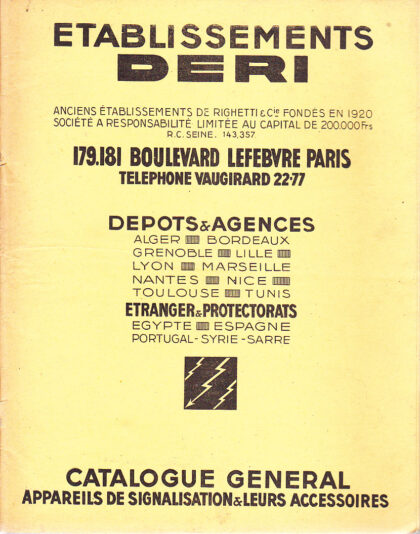 ETABLISSEMENTS
DERI
ANCIENS ÉTABLISSEMENTS DE RIGHETTI & Cie FONDÉS EN 1920
SOCIÉTÉ A RESPONSABILITÉ LIMITÉE AU CAPITAL DE 200.000 Frs
R.C. SEINE. 143,357.
179.181 BOULEVARD LEFEBVRE PARIS
TELEPHONE VAUGIRARD 22-77
DEPOTS & AGENCES
ALGER BORDEAUX
GRENOBLE LILLE
LYON MARSEILLE
NANTES NICE
TOULOUSE TUNIS
ETRANGER & PROTECTORATS
EGYPTE ESPAGNE
PORTUGAL - SYRIE - SARRE
CATALOGUE GENERAL
APPAREILS DE SIGNALISATION & LEURS ACCESSOIRES